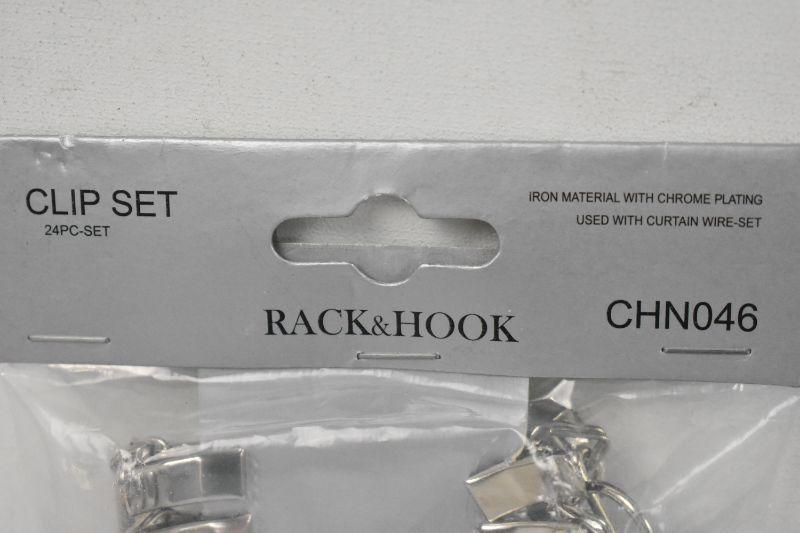 CLIP SET
24PC-SET
IRON MATERIAL WITH CHROME PLATING
USED WITH CURTAIN WIRE-SET
RACK&HOOK
CHN046